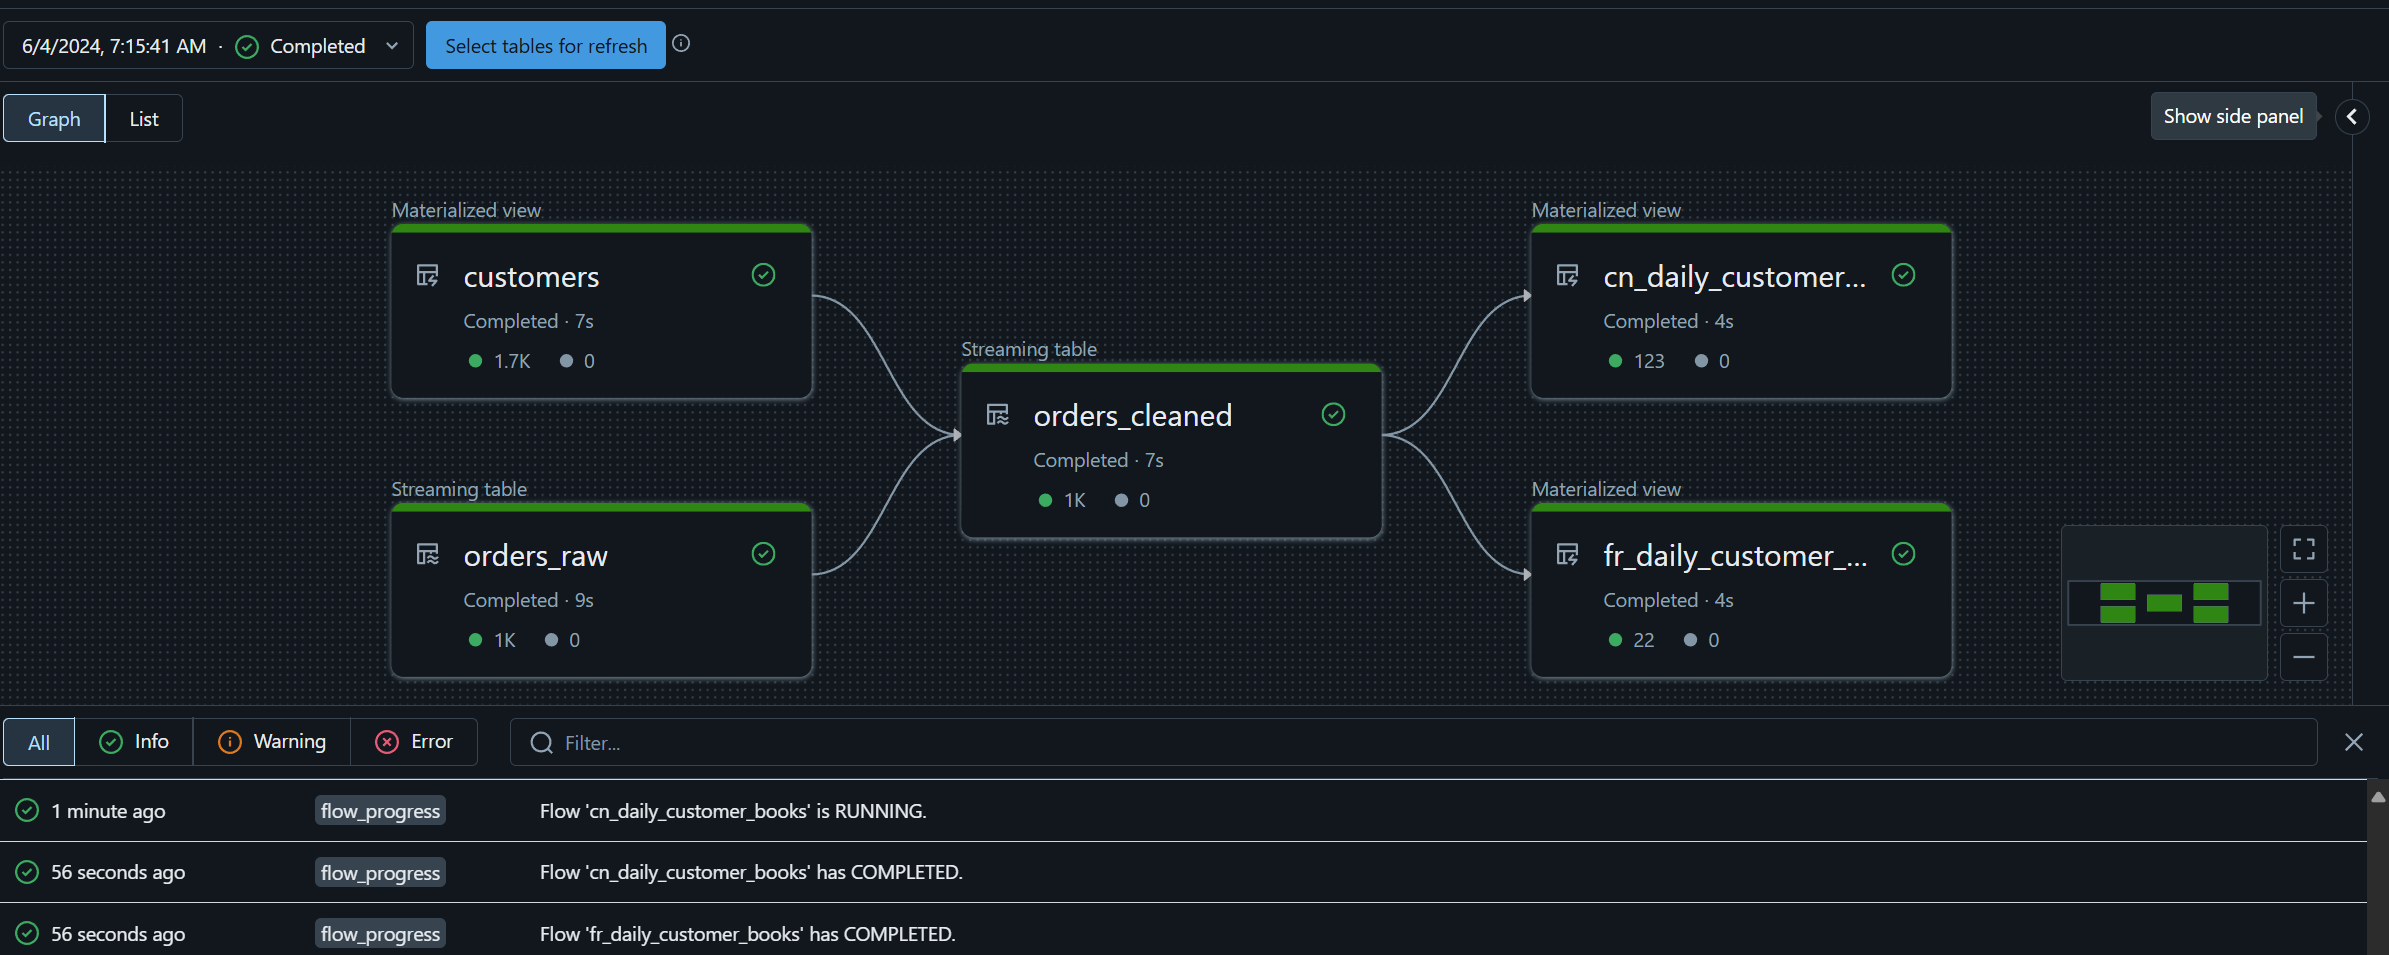 6/4/2024, 7:15:41 AM · Completed
Select tables for refresh
Graph
List
Show side panel
Materialized view
customers
Completed · 7s
1.7K 0
Streaming table
orders_raw
Completed · 9s
1K 0
Streaming table
orders_cleaned
Completed · 7s
1K 0
Materialized view
cn_daily_customer...
Completed · 4s
123 0
Materialized view
fr_daily_customer_...
Completed · 4s
22 0
All Info Warning Error Filter...
1 minute ago flow_progress Flow 'cn_daily_customer_books' is RUNNING.
56 seconds ago flow_progress Flow 'cn_daily_customer_books' has COMPLETED.
56 seconds ago flow_progress Flow 'fr_daily_customer_books' has COMPLETED.